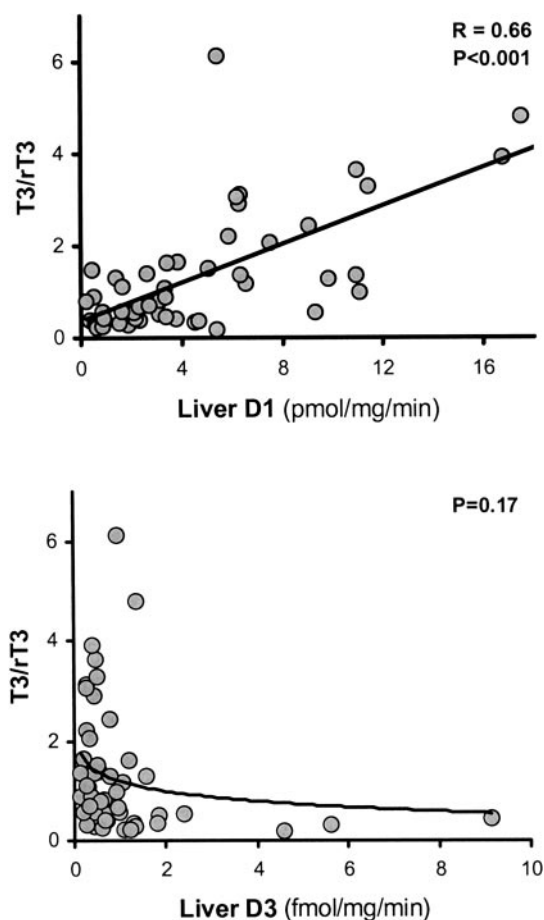 R = 0.66
P<0.001
T3/rT3
6
4
2
0
0
4
8
12
16
Liver D1 (pmol/mg/min)
P=0.17
T3/rT3
6
4
2
0
0
2
4
6
8
10
Liver D3 (fmol/mg/min)